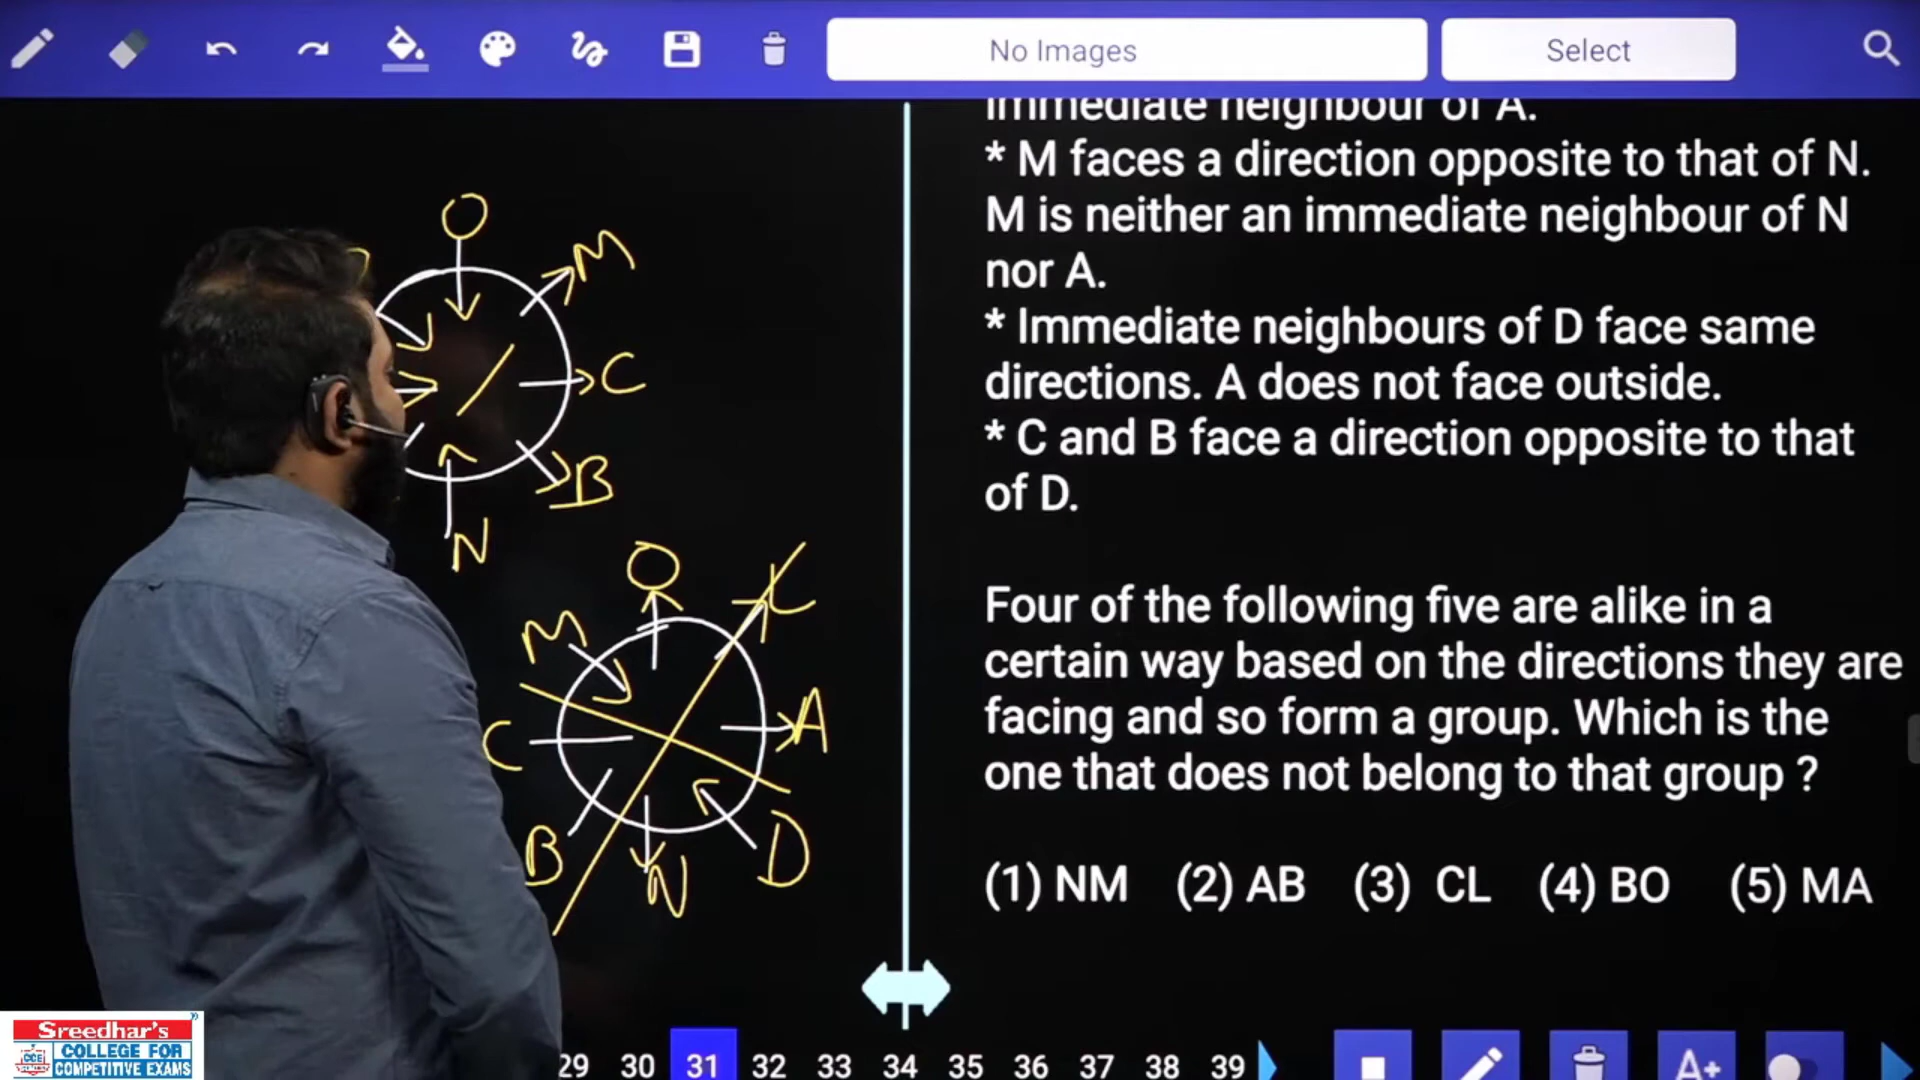 No Images
Select
immediate neighbour of A.
* M faces a direction opposite to that of N.
M is neither an immediate neighbour of N
nor A.
* Immediate neighbours of D face same
directions. A does not face outside.
* C and B face a direction opposite to that
of D.
Four of the following five are alike in a
certain way based on the directions they are
facing and so form a group. Which is the
one that does not belong to that group ?
(1) NM (2) AB (3) CL (4) BO (5) MA
O
M
C
B
N
O
L
M
A
C
B
N
D
29 30 31 32 33 34 35 36 37 38 39
A+
Sreedhar's
CCE
COLLEGE FOR
COMPETITIVE EXAMS